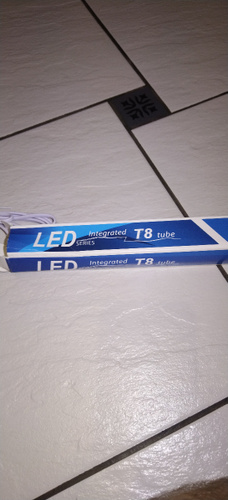 LED SERIES integrated T8 tube
LED integrated T8 tube